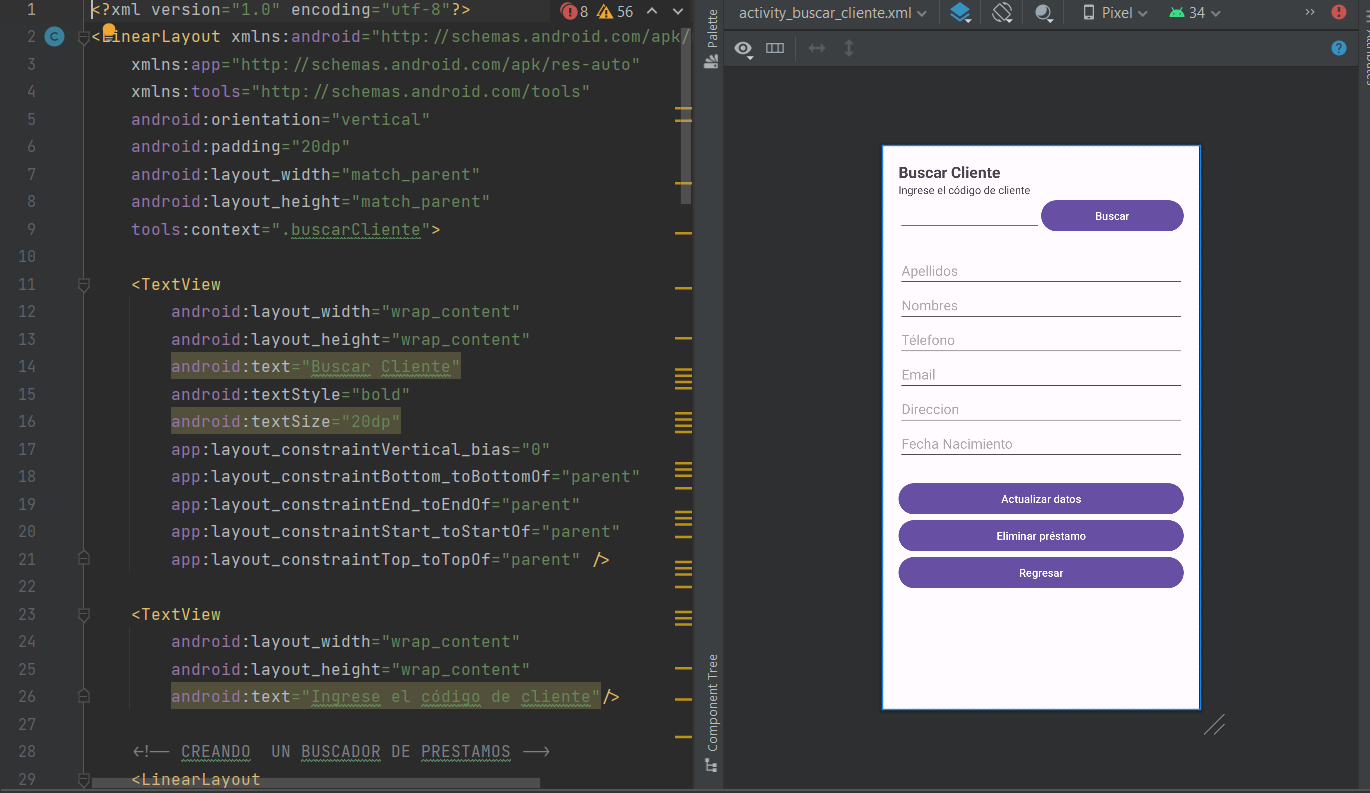 1 <?xml version="1.0" encoding="utf-8"?> 8 56
2 <LinearLayout xmlns:android="http://schemas.android.com/apk/
3 xmlns:app="http://schemas.android.com/apk/res-auto"
4 xmlns:tools="http://schemas.android.com/tools"
5 android:orientation="vertical"
6 android:padding="20dp"
7 android:layout_width="match_parent"
8 android:layout_height="match_parent"
9 tools:context=".buscarCliente">
10
11 <TextView
12 android:layout_width="wrap_content"
13 android:layout_height="wrap_content"
14 android:text="Buscar Cliente"
15 android:textStyle="bold"
16 android:textSize="20dp"
17 app:layout_constraintVertical_bias="0"
18 app:layout_constraintBottom_toBottomOf="parent"
19 app:layout_constraintEnd_toEndOf="parent"
20 app:layout_constraintStart_toStartOf="parent"
21 app:layout_constraintTop_toTopOf="parent" />
22
23 <TextView
24 android:layout_width="wrap_content"
25 android:layout_height="wrap_content"
26 android:text="Ingrese el código de cliente"/>
27
28 <!-- CREANDO  UN BUSCADOR DE PRESTAMOS -->
29 <LinearLayout
Palette
Component Tree
activity_buscar_cliente.xml Pixel 34
Buscar Cliente
Ingrese el código de cliente
Buscar
Apellidos
Nombres
Télefono
Email
Direccion
Fecha Nacimiento
Actualizar datos
Eliminar préstamo
Regresar